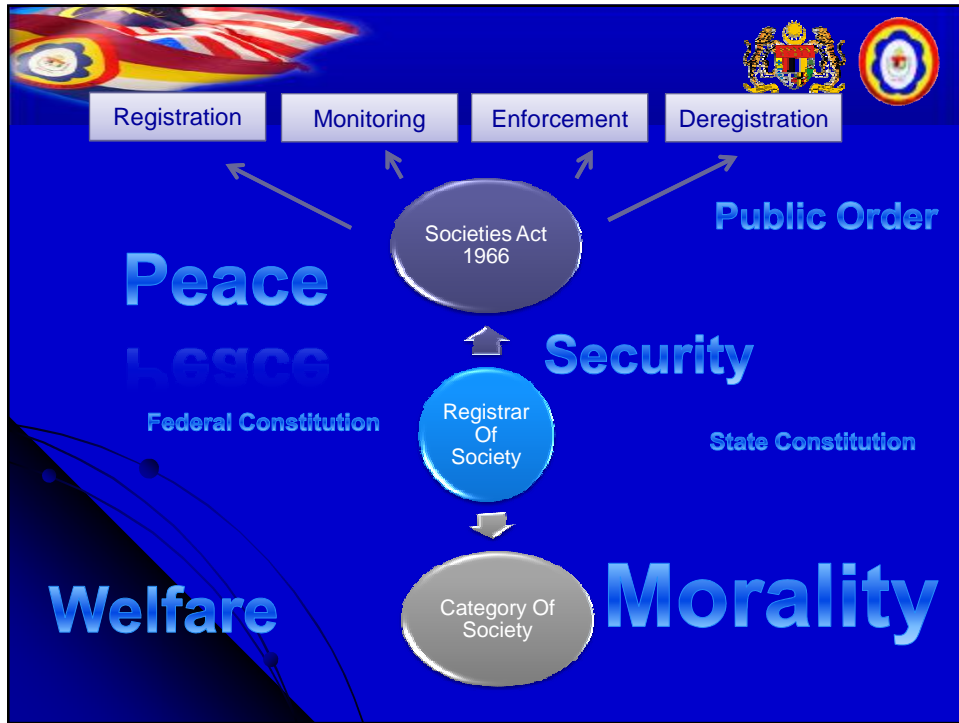 Registration
Monitoring
Enforcement
Deregistration
Societies Act
1966
Public Order
Peace
Security
Registrar
Of
Society
Federal Constitution
State Constitution
Welfare
Category Of
Society
Morality